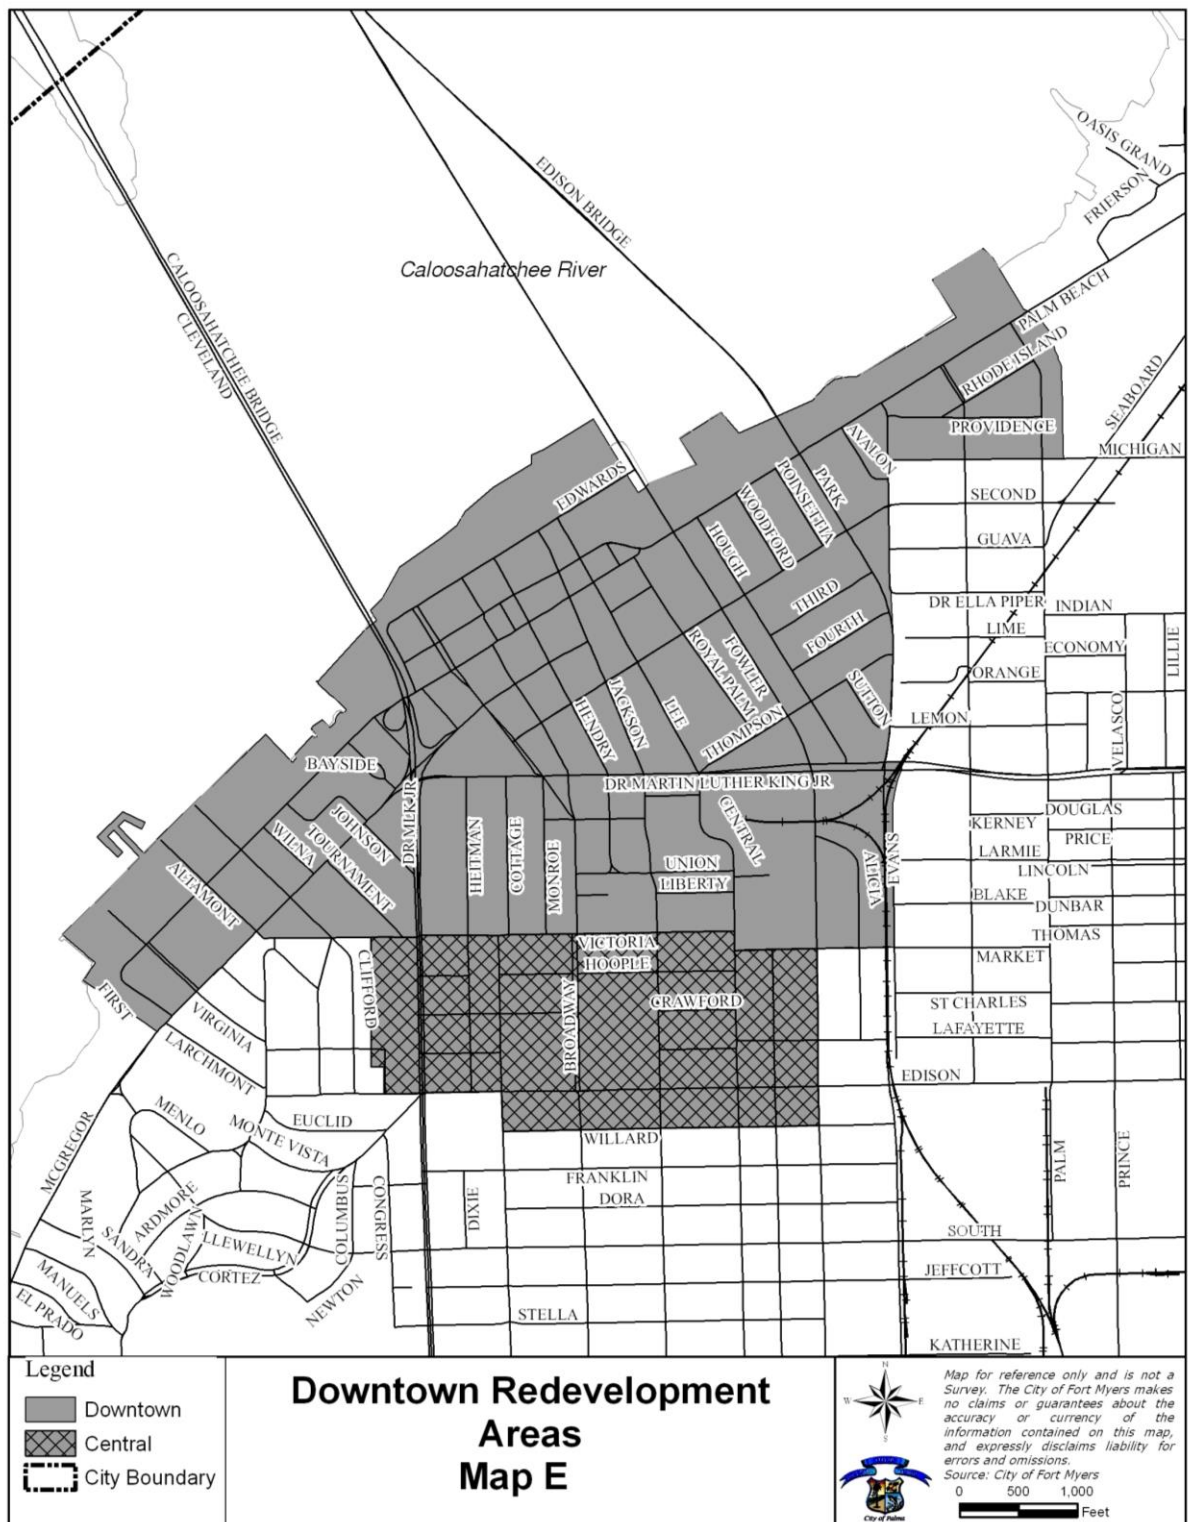 OASIS GRAND
FRIERSON
EDISON BRIDGE
Caloosahatchee River
CALOOSAHATCHEE BRIDGE
CLEVELAND
PALM BEACH
RHODE ISLAND
SEABOARD
PROVIDENCE
MICHIGAN
AVALON
EDWARDS
PARK
POINSETTIA
WOODFORD
HOUGH
SECOND
GUAVA
THIRD
DR ELLA PIPER
INDIAN
FOURTH
LIME
ECONOMY
LILLIE
ROYAL PALM
FOWLER
ORANGE
SUTTON
JACKSON
LEE
HENDRY
THOMPSON
LEMON
VELASCO
BAYSIDE
DR MARTIN LUTHER KING JR
DR MLK JR
JOHNSON
TOURNAMENT
WILNA
CENTRAL
DOUGLAS
KERNEY
PRICE
HEITMAN
COTTAGE
MONROE
EVANS
ALICIA
LARMIE
LINCOLN
UNION
LIBERTY
BLAKE
DUNBAR
ALTAMONT
THOMAS
VICTORIA
HOOPLE
MARKET
CLIFFORD
FIRST
VIRGINIA
BROADWAY
CRAWFORD
ST CHARLES
LAFAYETTE
LARCHMONT
EDISON
MENLO
EUCLID
MONTE VISTA
MCGREGOR
WILLARD
FRANKLIN
DORA
PALM
PRINCE
DIXIE
CONGRESS
COLUMBUS
ARDMORE
MARLYN
SANDRA
WOODLAWN
LLEWELLYN
CORTEZ
NEWTON
SOUTH
JEFFCOTT
MANUELS
EL PRADO
STELLA
KATHERINE
Legend
Downtown
Central
City Boundary
Downtown Redevelopment
Areas
Map E
N
W
E
S
City of Palms
Map for reference only and is not a
Survey. The City of Fort Myers makes
no claims or guarantees about the
accuracy or currency of the
information contained on this map,
and expressly disclaims liability for
errors and omissions.
Source: City of Fort Myers
0 500 1,000
Feet